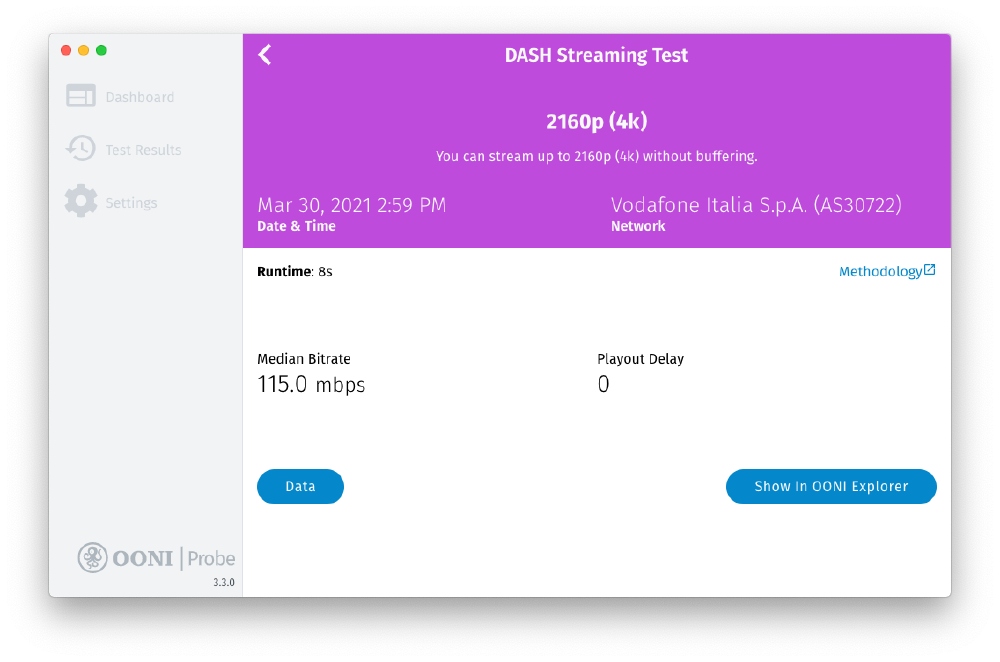 DASH Streaming Test
Dashboard
Test Results
Settings
2160p (4k)
You can stream up to 2160p (4k) without buffering.
Mar 30, 2021 2:59 PM
Date & Time
Vodafone Italia S.p.A. (AS30722)
Network
Runtime: 8s
Methodology
Median Bitrate
115.0 mbps
Playout Delay
0
Data
Show In OONI Explorer
OONI Probe
3.3.0